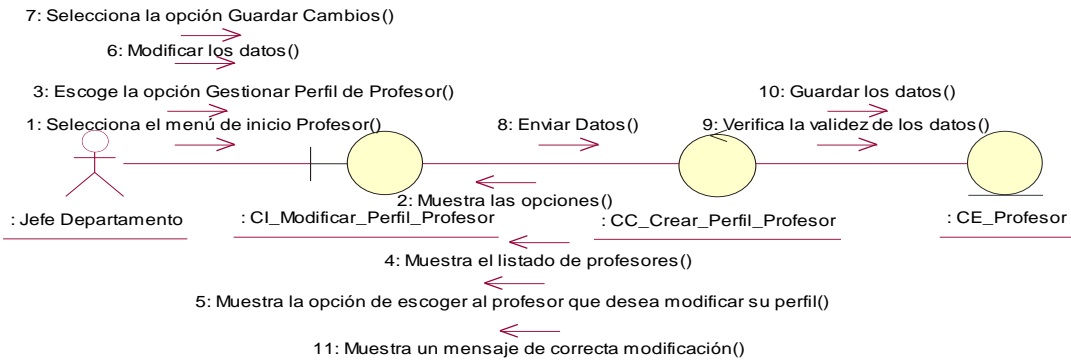 7: Selecciona la opción Guardar Cambios()
6: Modificar los datos()
3: Escoge la opción Gestionar Perfil de Profesor()
10: Guardar los datos()
1: Selecciona el menú de inicio Profesor()
8: Enviar Datos()
9: Verifica la validez de los datos()
2: Muestra las opciones()
: Jefe Departamento
: CI_Modificar_Perfil_Profesor
: CC_Crear_Perfil_Profesor
: CE_Profesor
4: Muestra el listado de profesores()
5: Muestra la opción de escoger al profesor que desea modificar su perfil()
11: Muestra un mensaje de correcta modificación()